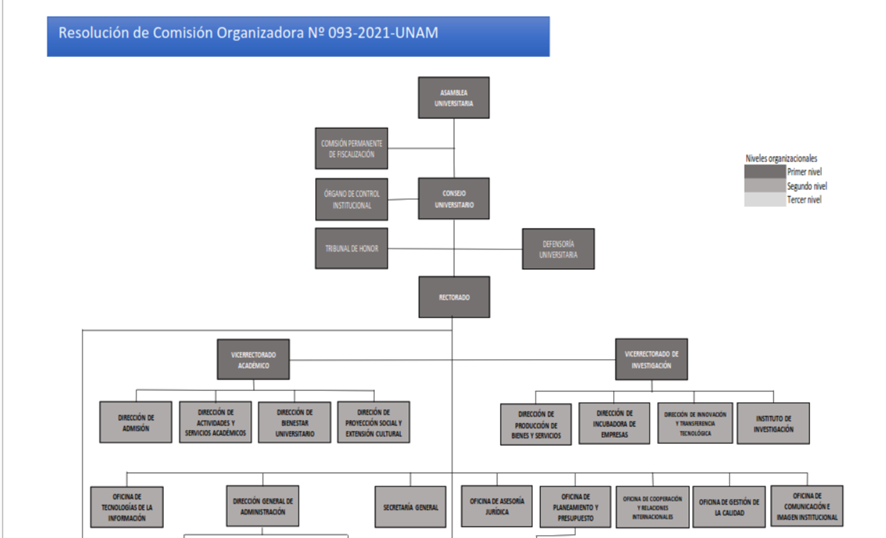 Resolución de Comisión Organizadora Nº 093-2021-UNAM
ASAMBLEA
UNIVERSITARIA
COMISIÓN PERMANENTE
DE FISCALIZACIÓN
Niveles organizacionales
Primer nivel
Segundo nivel
Tercer nivel
ÓRGANO DE CONTROL
INSTITUCIONAL
CONSEJO
UNIVERSITARIO
TRIBUNAL DE HONOR
DEFENSORÍA
UNIVERSITARIA
RECTORADO
VICERRECTORADO
ACADÉMICO
VICERRECTORADO DE
INVESTIGACIÓN
DIRECCIÓN DE
ADMISIÓN
DIRECCIÓN DE
ACTIVIDADES Y
SERVICIOS ACADÉMICOS
DIRECCIÓN DE
BIENESTAR
UNIVERSITARIO
DIRECCIÓN DE
PROYECCIÓN SOCIAL Y
EXTENSIÓN CULTURAL
DIRECCIÓN DE
PRODUCCIÓN DE
BIENES Y SERVICIOS
DIRECCIÓN DE
INCUBADORA DE
EMPRESAS
DIRECCIÓN DE INNOVACIÓN
Y TRANSFERENCIA
TECNOLÓGICA
INSTITUTO DE
INVESTIGACIÓN
OFICINA DE
TECNOLOGÍAS DE LA
INFORMACIÓN
DIRECCIÓN GENERAL DE
ADMINISTRACIÓN
SECRETARÍA GENERAL
OFICINA DE ASESORÍA
JURÍDICA
OFICINA DE
PLANEAMIENTO Y
PRESUPUESTO
OFICINA DE COOPERACIÓN
Y RELACIONES
INTERNACIONALES
OFICINA DE GESTIÓN DE
LA CALIDAD
OFICINA DE
COMUNICACIÓN E
IMAGEN INSTITUCIONAL